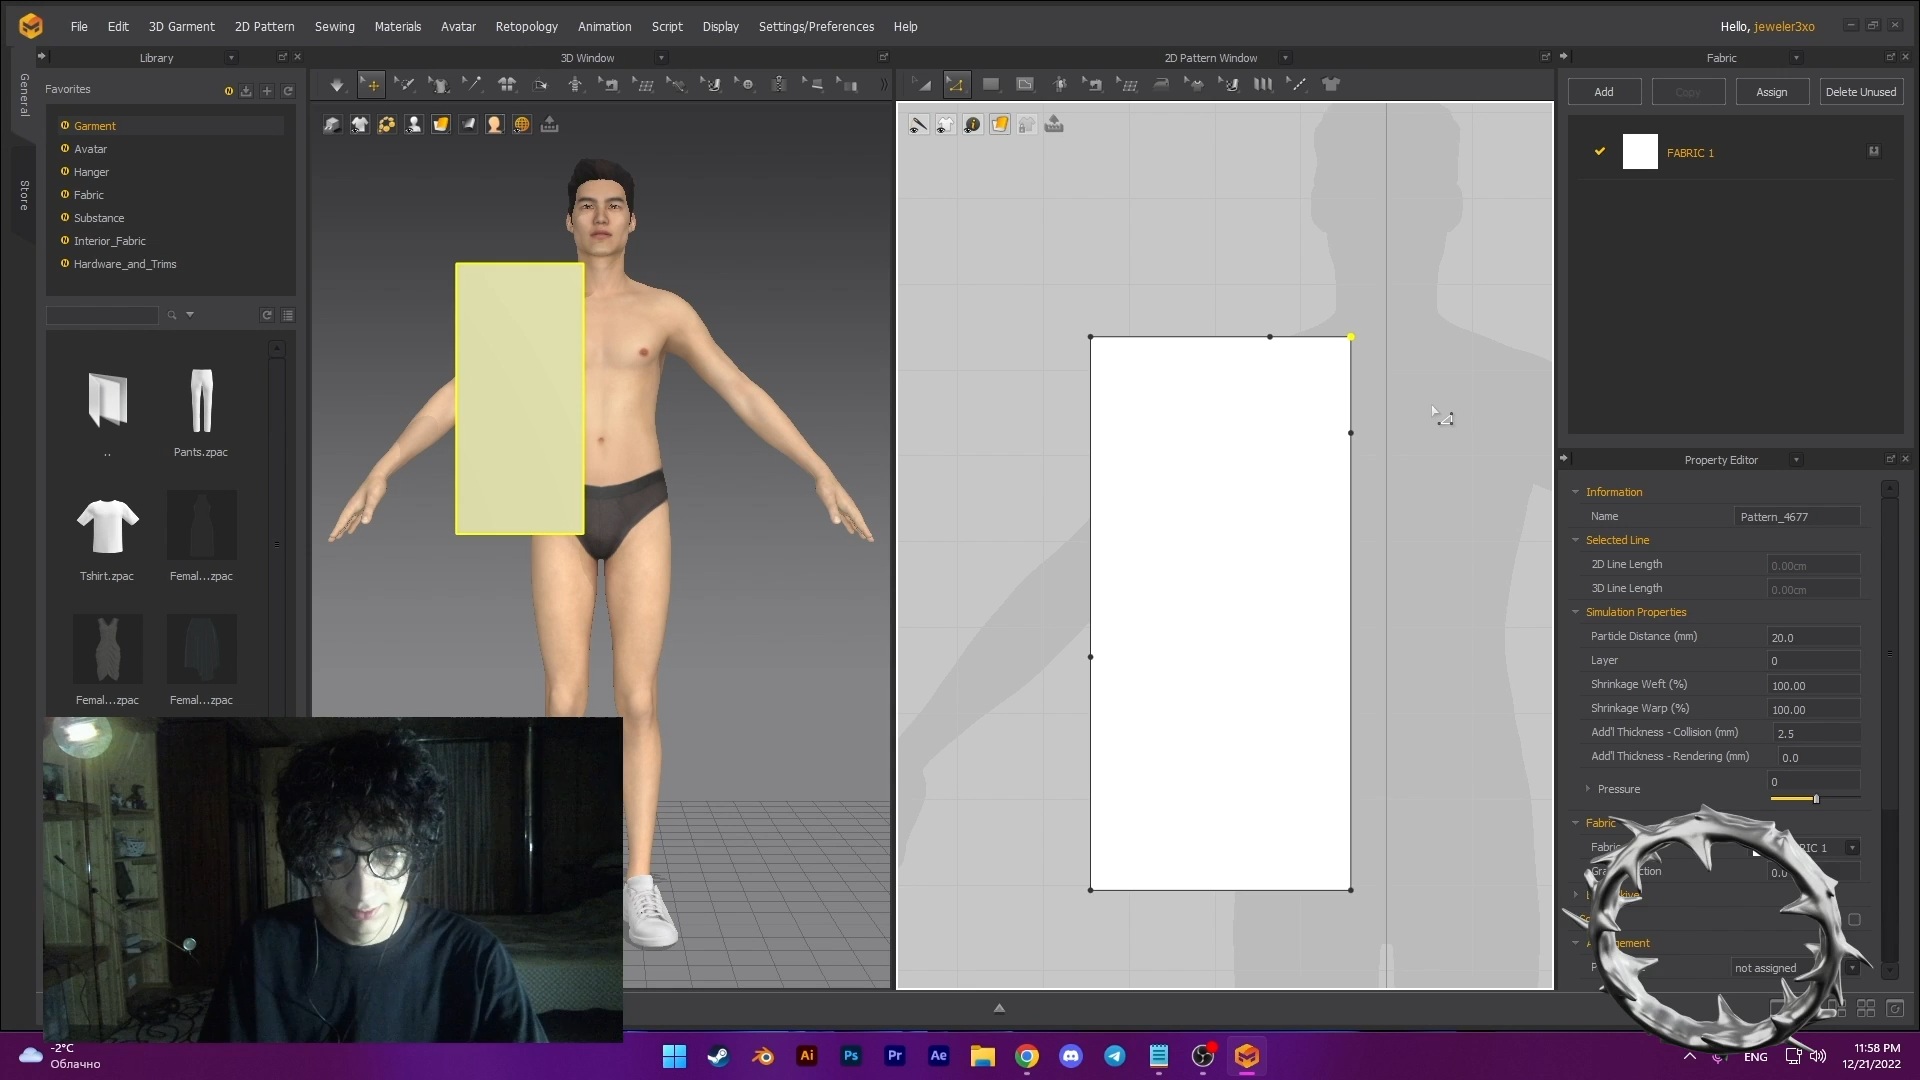 File Edit 3D Garment 2D Pattern Sewing Materials Avatar Retopology Animation Script Display Settings/Preferences Help
Hello, jeweler3xo
Library
3D Window
2D Pattern Window
Fabric
General
Store
Favorites
Garment
Avatar
Hanger
Fabric
Substance
Interior_Fabric
Hardware_and_Trims
..
Pants.zpac
Tshirt.zpac
Femal...zpac
Femal...zpac
Femal...zpac
Add Copy Assign Delete Unused
FABRIC 1
Property Editor
Information
Name Pattern_4677
Selected Line
2D Line Length 0.00cm
3D Line Length 0.00cm
Simulation Properties
Particle Distance (mm) 20.0
Layer 0
Shrinkage Weft (%) 100.00
Shrinkage Warp (%) 100.00
Add'l Thickness - Collision (mm) 2.5
Add'l Thickness - Rendering (mm) 0.0
Pressure 0
Fabric
not assigned
-2°C
Облачно
Ai Ps Pr Ae
ENG
11:58 PM
12/21/2022